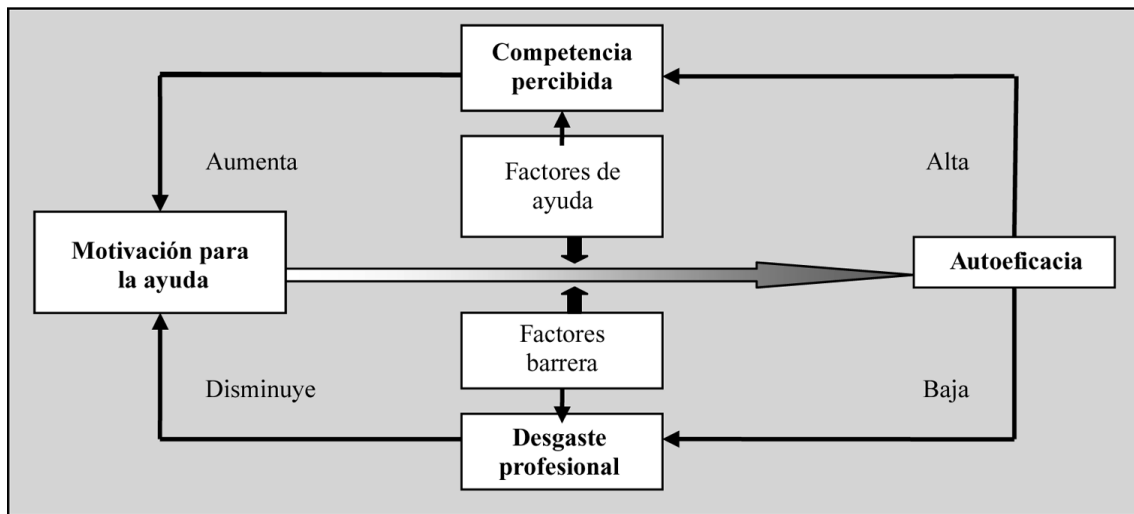 Competencia
percibida
Aumenta
Factores de
ayuda
Alta
Motivación para
la ayuda
Autoeficacia
Factores
barrera
Disminuye
Baja
Desgaste
profesional